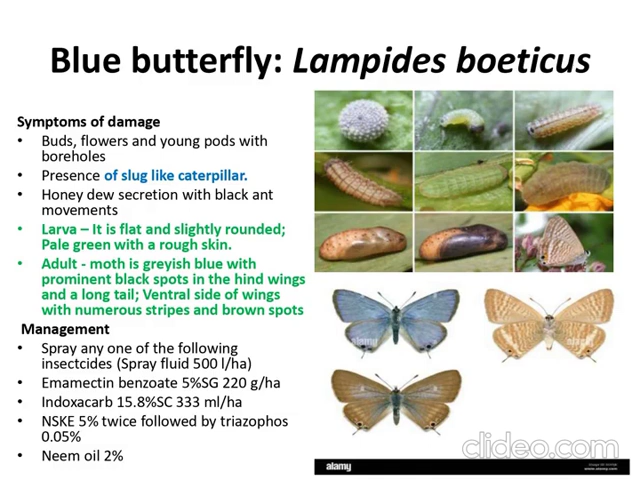 Blue butterfly: Lampides boeticus
Symptoms of damage
• Buds, flowers and young pods with
boreholes
• Presence of slug like caterpillar.
• Honey dew secretion with black ant
movements
• Larva – It is flat and slightly rounded;
Pale green with a rough skin.
• Adult - moth is greyish blue with
prominent black spots in the hind wings
and a long tail; Ventral side of wings
with numerous stripes and brown spots
Management
• Spray any one of the following
insectcides (Spray fluid 500 l/ha)
• Emamectin benzoate 5%SG 220 g/ha
• Indoxacarb 15.8%SC 333 ml/ha
• NSKE 5% twice followed by triazophos
0.05%
• Neem oil 2%
alamy
alamy
alamy
alamy
www.alamy.com
clideo.com